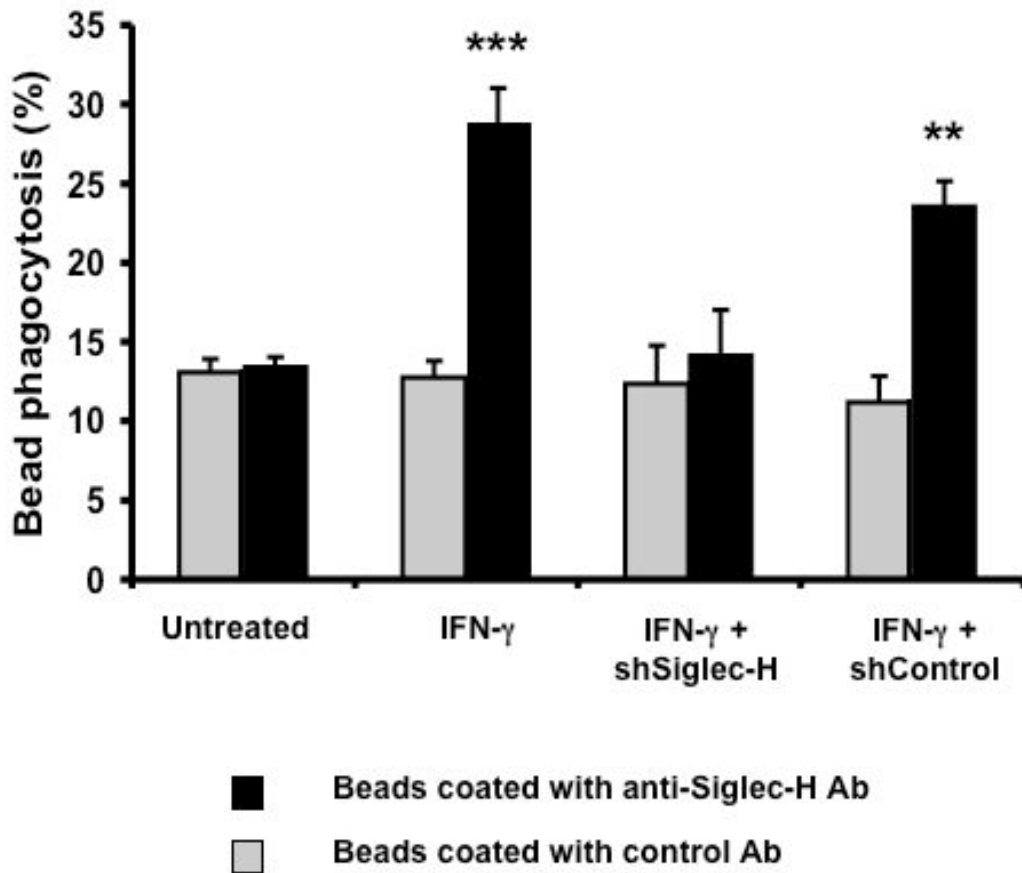 Bead phagocytosis (%)
35
30
25
20
15
10
5
0
***
**
Untreated
IFN-γ
IFN-γ +
shSiglec-H
IFN-γ +
shControl
Beads coated with anti-Siglec-H Ab
Beads coated with control Ab